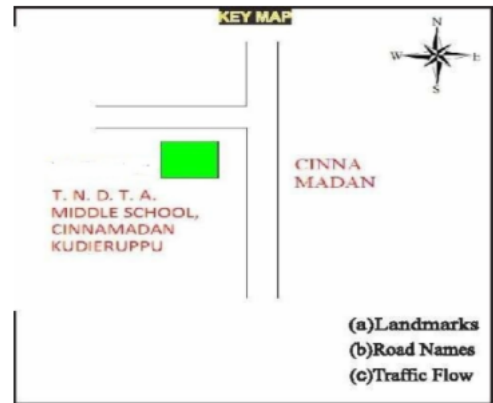 KEY MAP
N
W E
S
CINNA
MADAN
T. N. D. T. A.
MIDDLE SCHOOL,
CINNAMADAN
KUDIERUPPU
(a)Landmarks
(b)Road Names
(c)Traffic Flow